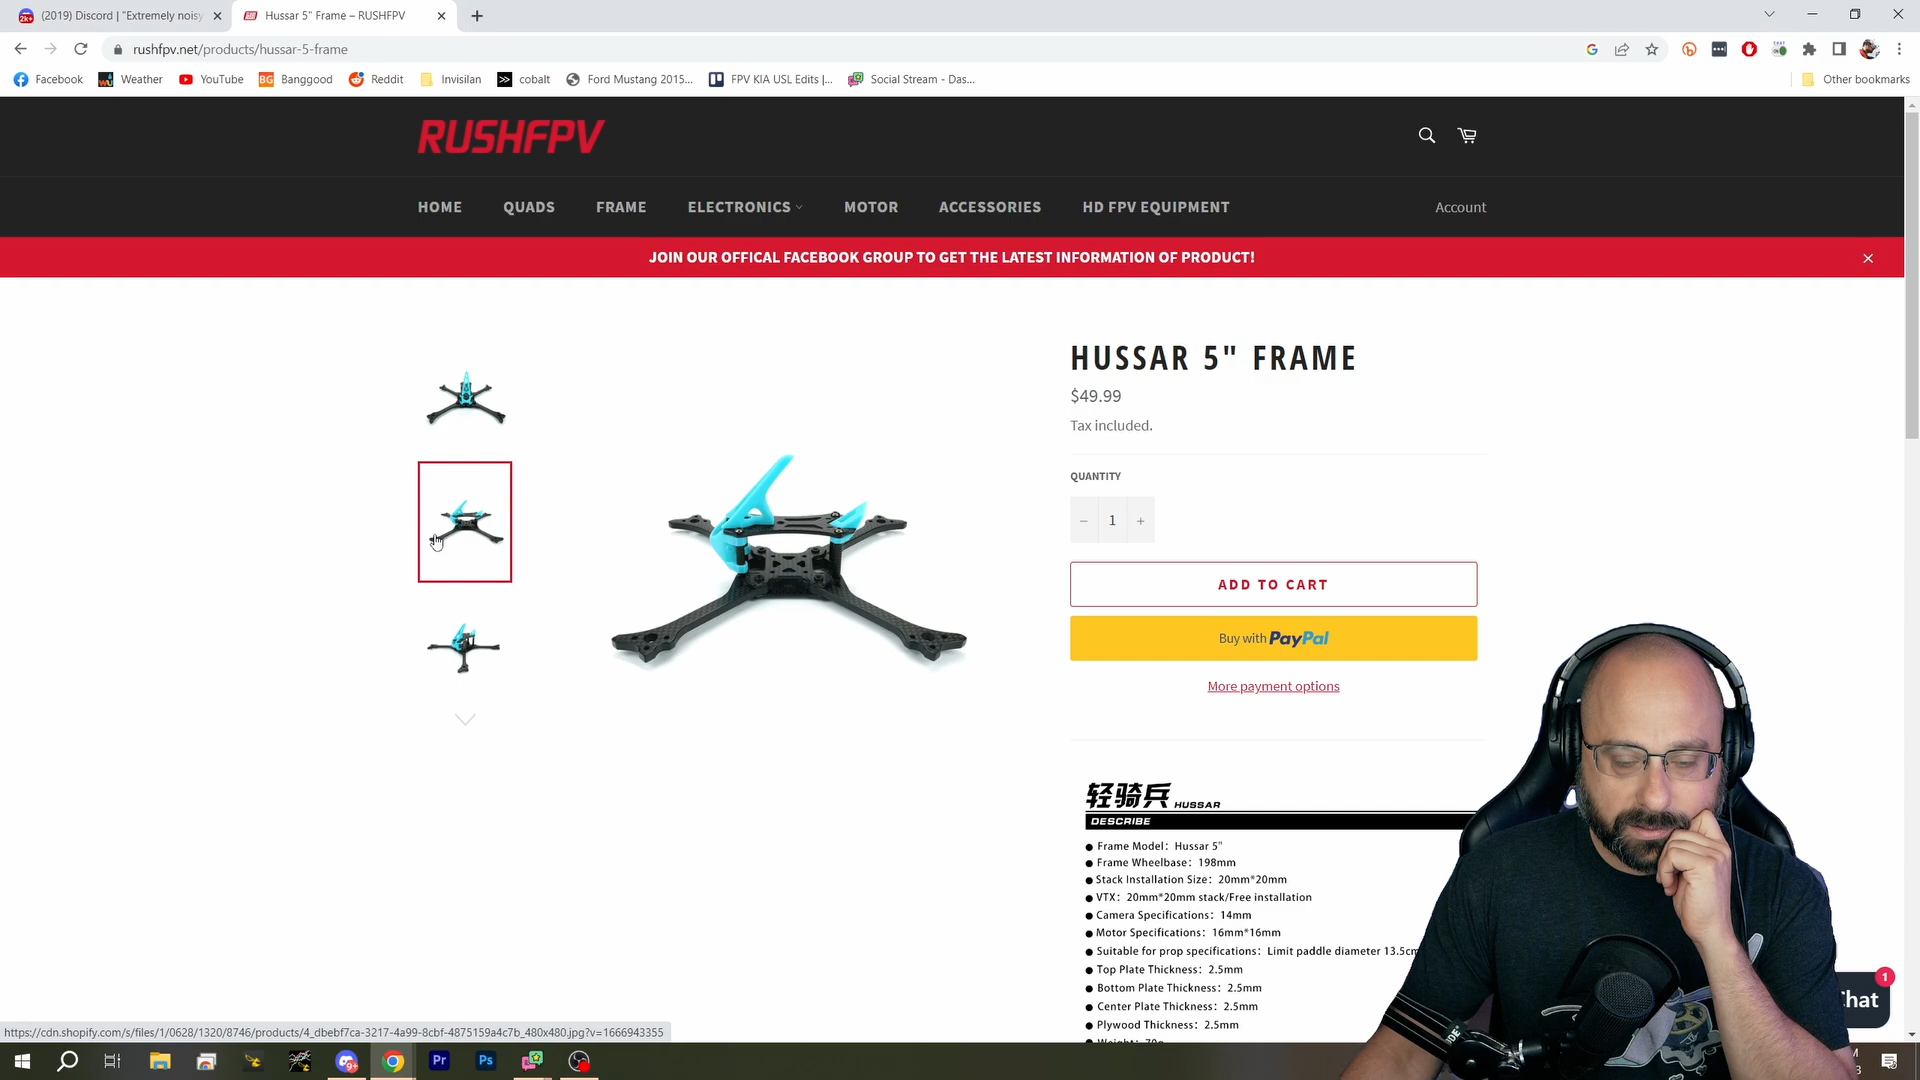 2k+
(2019) Discord | "Extremely noisy
Hussar 5" Frame – RUSHFPV
rushfpv.net/products/hussar-5-frame
Facebook
Weather
YouTube
BG
Banggood
Reddit
Invisilan
cobalt
Ford Mustang 2015...
FPV KIA USL Edits |...
Social Stream - Das...
Other bookmarks
RUSHFPV
HOME
QUADS
FRAME
ELECTRONICS
MOTOR
ACCESSORIES
HD FPV EQUIPMENT
Account
JOIN OUR OFFICAL FACEBOOK GROUP TO GET THE LATEST INFORMATION OF PRODUCT!
HUSSAR 5" FRAME
$49.99
Tax included.
QUANTITY
− 1 +
ADD TO CART
Buy with PayPal
More payment options
轻骑兵 HUSSAR
DESCRIBE
● Frame Model: Hussar 5"
● Frame Wheelbase: 198mm
● Stack Installation Size: 20mm*20mm
● VTX: 20mm*20mm stack/Free installation
● Camera Specifications: 14mm
● Motor Specifications: 16mm*16mm
● Suitable for prop specifications: Limit paddle diameter 13.5cm
● Top Plate Thickness: 2.5mm
● Bottom Plate Thickness: 2.5mm
● Center Plate Thickness: 2.5mm
● Plywood Thickness: 2.5mm
1
Chat
https://cdn.shopify.com/s/files/1/0628/1320/8746/products/4_dbebf7ca-3217-4a99-8cbf-4875159a4c7b_480x480.jpg?v=1666943355
9+
Pr
Ps